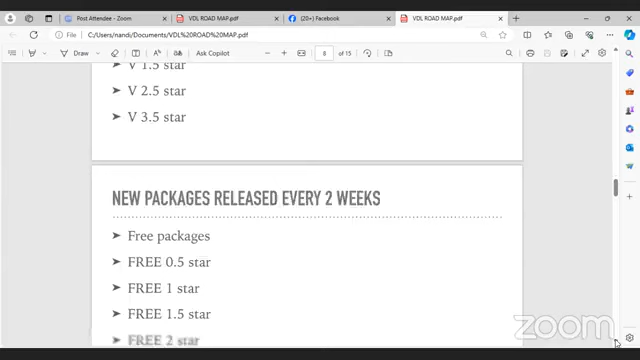 Post Attendee - Zoom
VDL ROAD MAP.pdf
(20+) Facebook
VDL ROAD MAP.pdf
File
C:/Users/nandi/Documents/VDL%20ROAD%20MAP.pdf
Draw
Ask Copilot
8
of 15
V 1.5 star
V 2.5 star
V 3.5 star
NEW PACKAGES RELEASED EVERY 2 WEEKS
Free packages
FREE 0.5 star
FREE 1 star
FREE 1.5 star
FREE 2 star
zoom